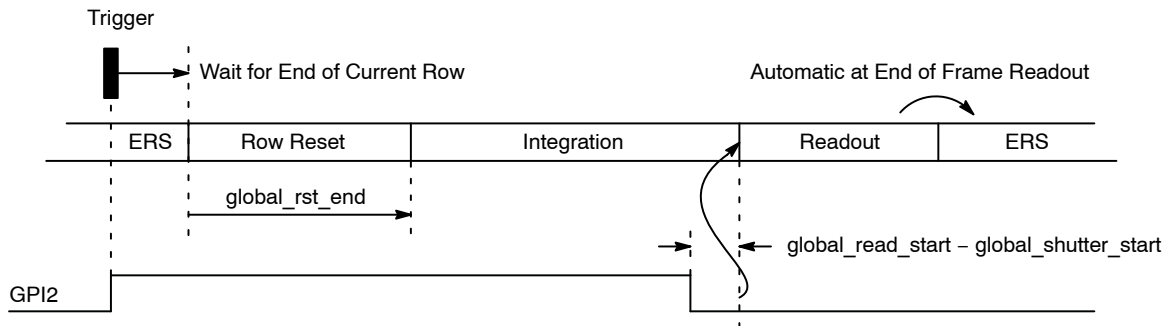 Trigger
Wait for End of Current Row
Automatic at End of Frame Readout
ERS
Row Reset
Integration
Readout
ERS
global_rst_end
global_read_start − global_shutter_start
GPI2